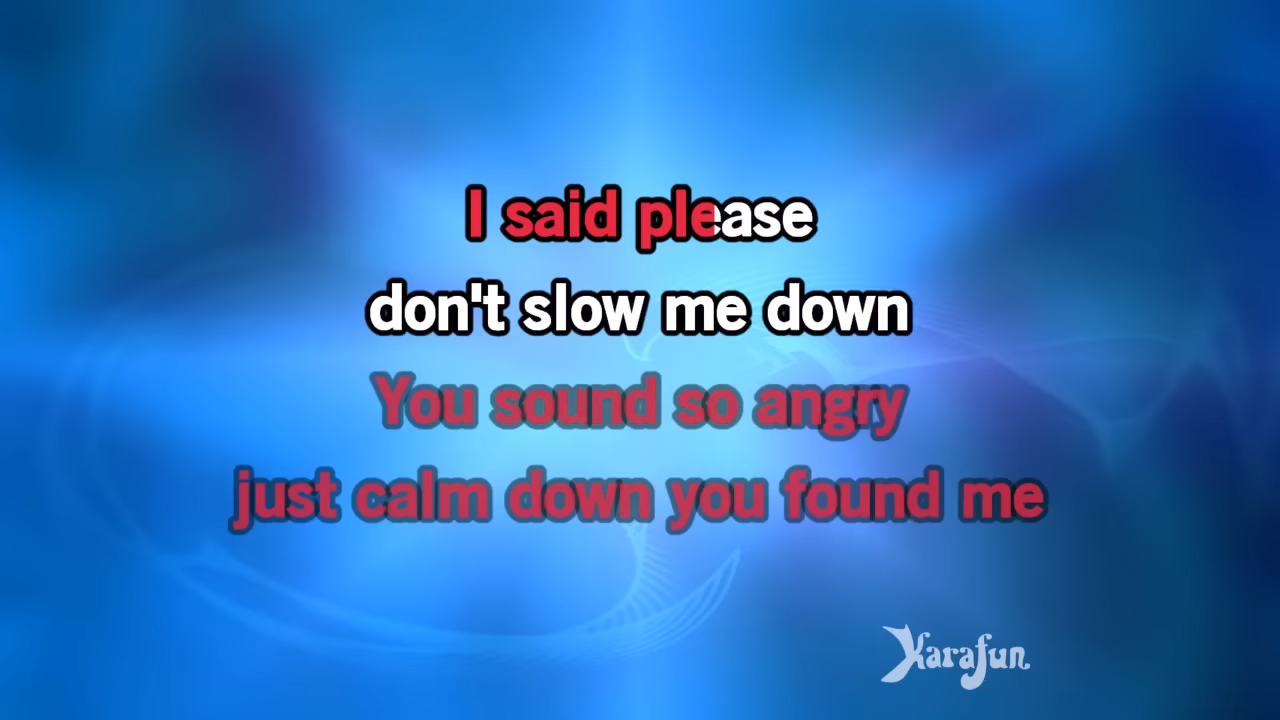 I said please
don't slow me down
You sound so angry
just calm down you found me
Karafun